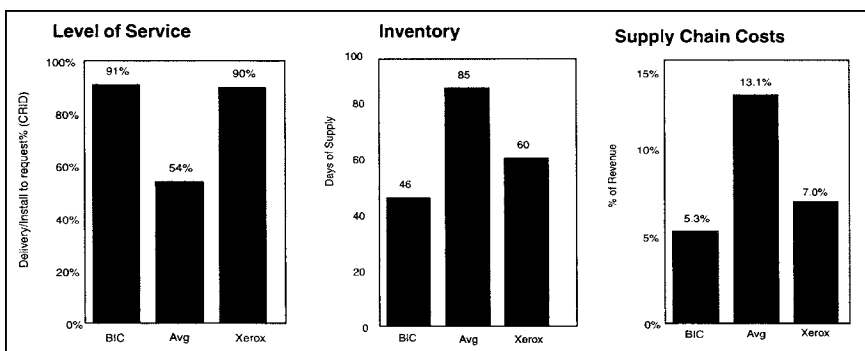 Level of Service
Delivery/Install to request% (CRID)
100%
80%
60%
40%
20%
0%
91%
54%
90%
BIC
Avg
Xerox
Inventory
Days of Supply
100
80
60
40
20
0
46
85
60
BIC
Avg
Xerox
Supply Chain Costs
% of Revenue
15%
10%
5%
0%
5.3%
13.1%
7.0%
BIC
Avg
Xerox